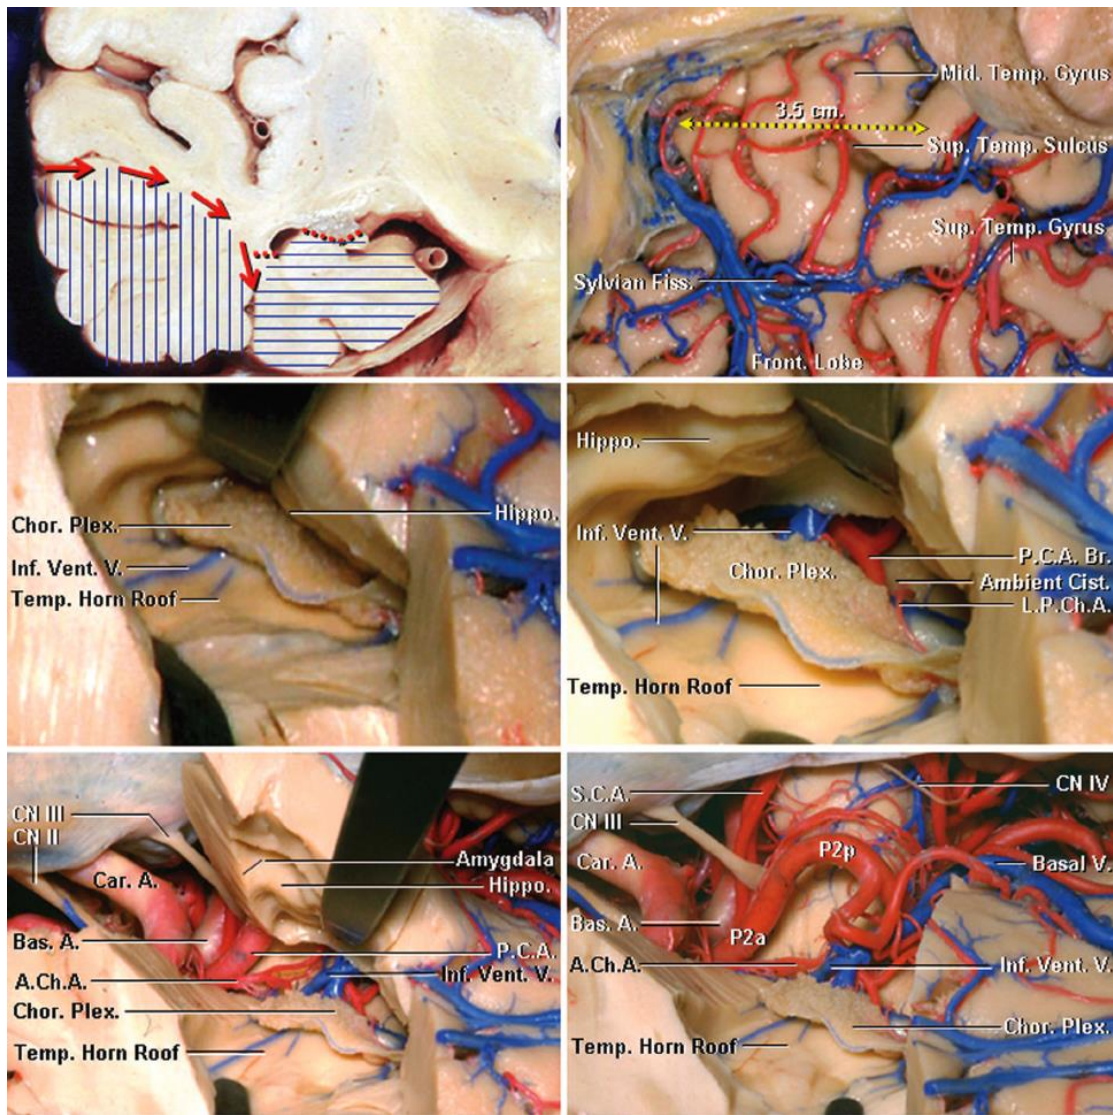 Mid. Temp. Gyrus
3.5 cm.
Sup. Temp. Sulcus
Sup. Temp. Gyrus
Sylvian Fiss.
Front. Lobe
Chor. Plex.
Hippo.
Inf. Vent. V.
Temp. Horn Roof
Hippo.
Inf. Vent. V.
P.C.A. Br.
Chor. Plex.
Ambient Cist.
L.P.Ch.A.
Temp. Horn Roof
CN III
CN II
Amygdala
Car. A.
Hippo.
Bas. A.
P.C.A.
A.Ch.A.
Inf. Vent. V.
Chor. Plex.
Temp. Horn Roof
S.C.A.
CN IV
CN III
P2p
Car. A.
Basal V.
Bas. A.
P2a
A.Ch.A.
Inf. Vent. V.
Chor. Plex.
Temp. Horn Roof